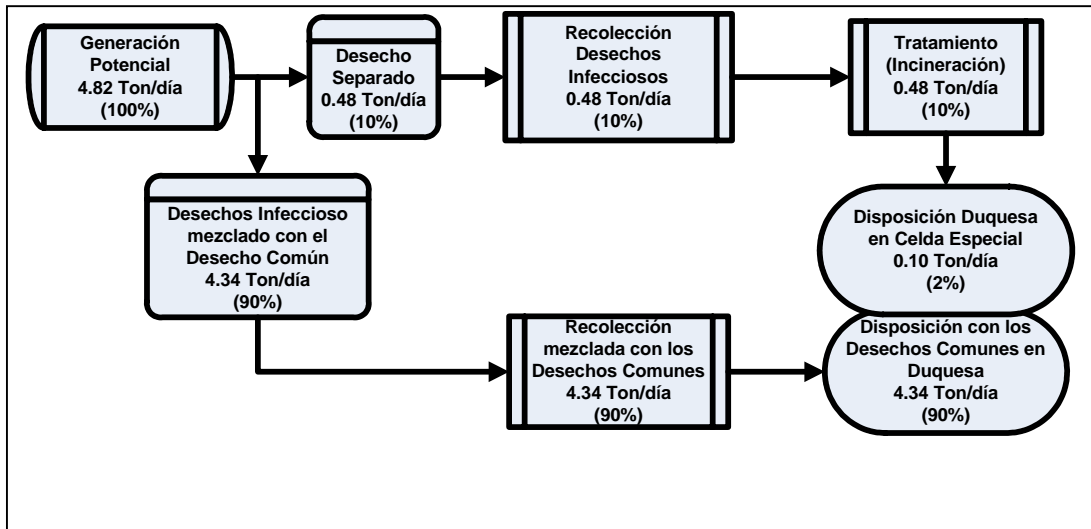 Generación
Potencial
4.82 Ton/día
(100%)
Desecho
Separado
0.48 Ton/día
(10%)
Recolección
Desechos
Infecciosos
0.48 Ton/día
(10%)
Tratamiento
(Incineración)
0.48 Ton/día
(10%)
Desechos Infeccioso
mezclado con el
Desecho Común
4.34 Ton/día
(90%)
Disposición Duquesa
en Celda Especial
0.10 Ton/día
(2%)
Recolección
mezclada con los
Desechos Comunes
4.34 Ton/día
(90%)
Disposición con los
Desechos Comunes en
Duquesa
4.34 Ton/día
(90%)